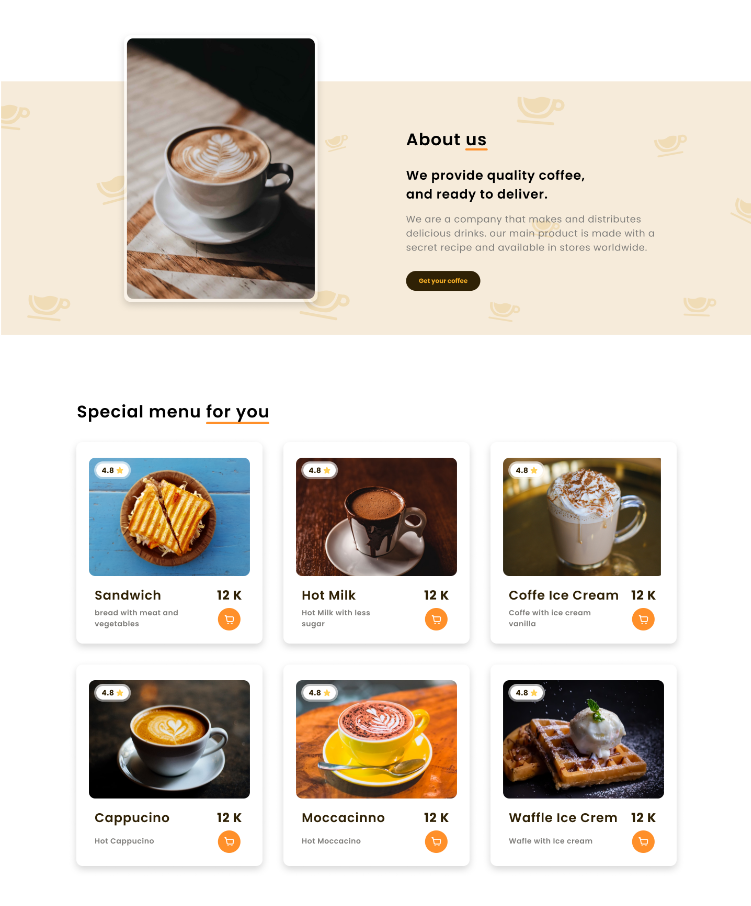 About us
We provide quality coffee,
and ready to deliver.
We are a company that makes and distributes
delicious drinks. our main product is made with a
secret recipe and available in stores worldwide.
Get your coffee
Special menu for you
4.8
Sandwich 12 K
bread with meat and
vegetables
4.8
Hot Milk 12 K
Hot Milk with less
sugar
4.8
Coffe Ice Cream 12 K
Coffe with ice cream
vanilla
4.8
Cappucino 12 K
Hot Cappucino
4.8
Moccacinno 12 K
Hot Moccacino
4.8
Waffle Ice Crem 12 K
Wafle with Ice cream